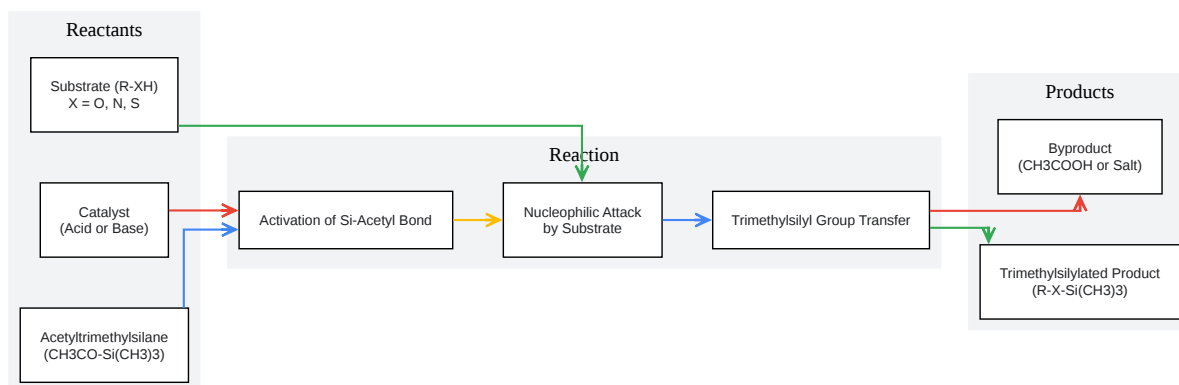 Reactants
Substrate (R-XH)
X = O, N, S
Catalyst
(Acid or Base)
Acetyltrimethylsilane
(CH3CO-Si(CH3)3)
Reaction
Activation of Si-Acetyl Bond
Nucleophilic Attack
by Substrate
Trimethylsilyl Group Transfer
Products
Byproduct
(CH3COOH or Salt)
Trimethylsilylated Product
(R-X-Si(CH3)3)